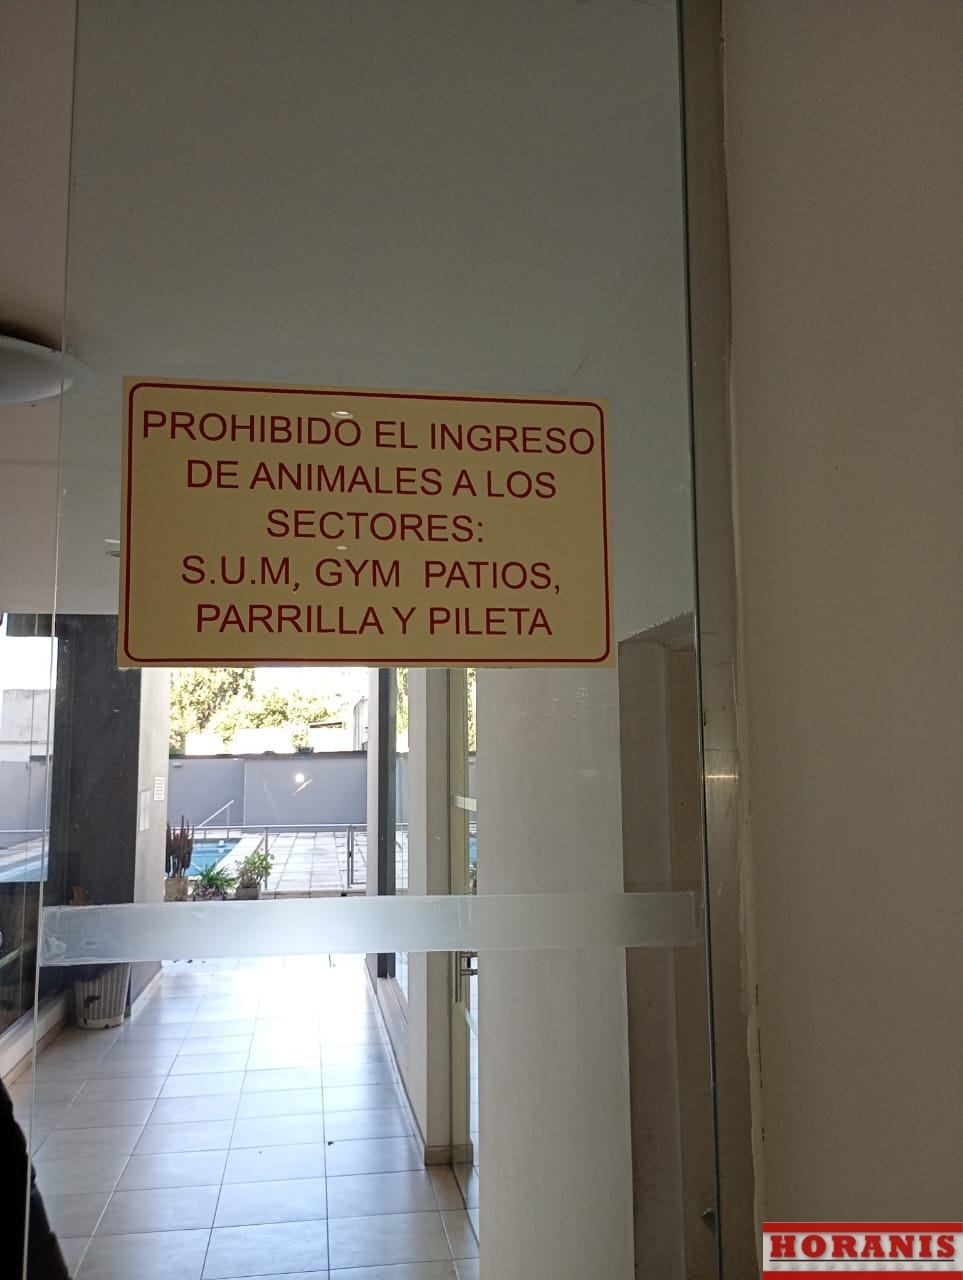 PROHIBIDO EL INGRESO
DE ANIMALES A LOS
SECTORES:
S.U.M, GYM PATIOS,
PARRILLA Y PILETA
HORANIS